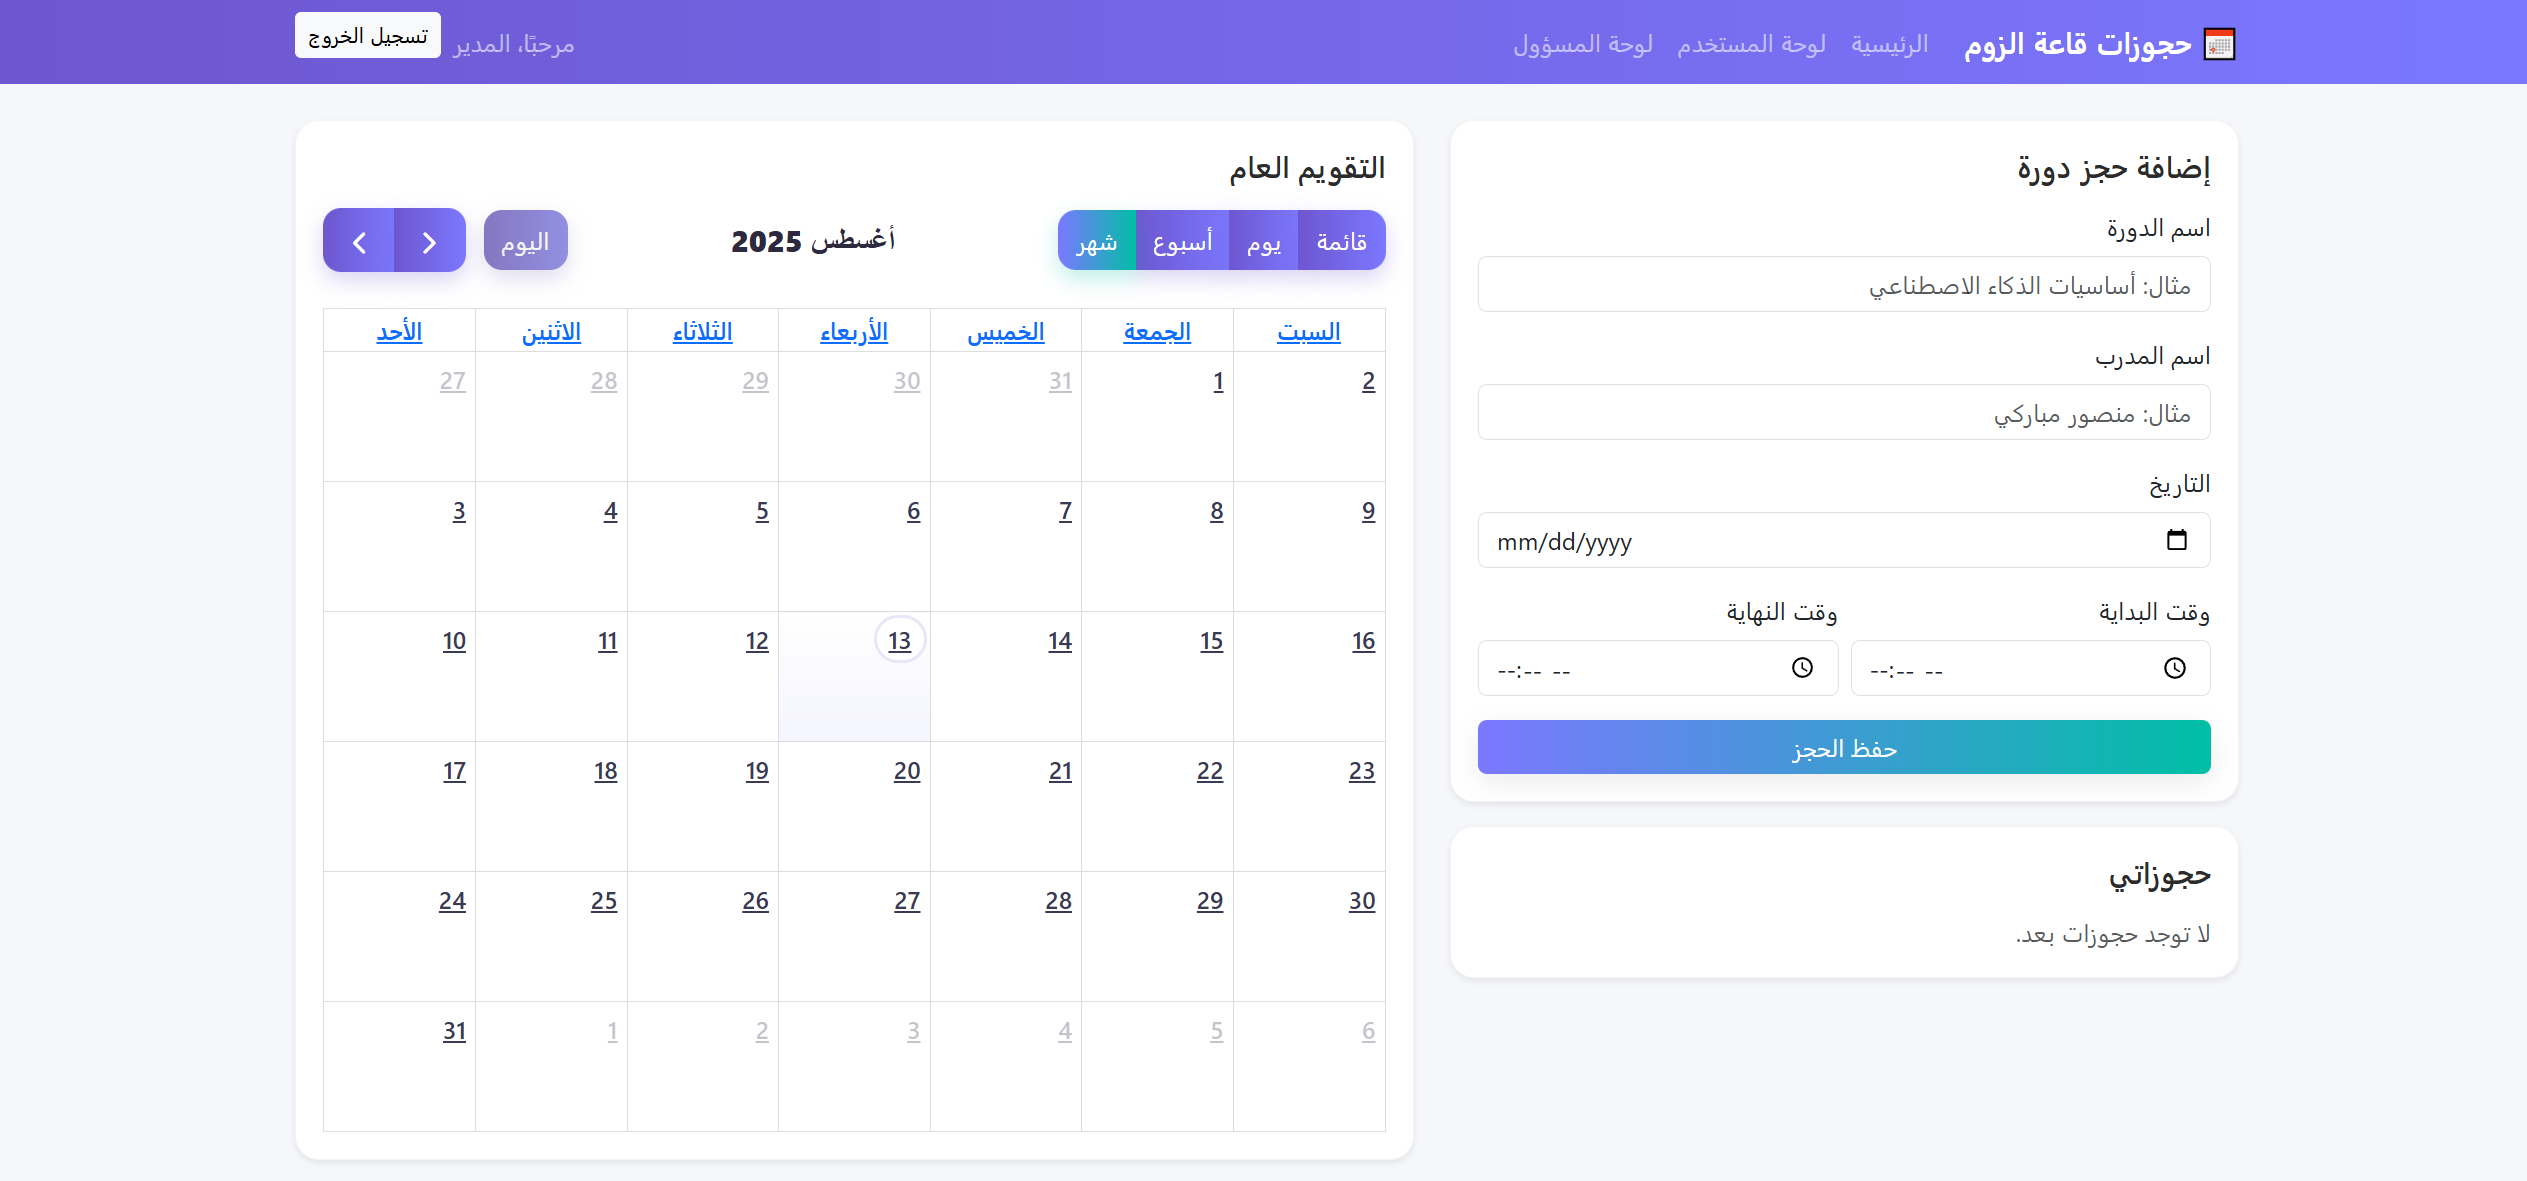 حجوزات قاعة الزوم
الرئيسية
لوحة المستخدم
لوحة المسؤول
مرحبًا، المدير
تسجيل الخروج
إضافة حجز دورة
اسم الدورة
مثال: أساسيات الذكاء الاصطناعي
اسم المدرب
مثال: منصور مباركي
التاريخ
mm/dd/yyyy
وقت البداية
وقت النهاية
--:-- --
--:-- --
حفظ الحجز
حجوزاتي
لا توجد حجوزات بعد.
التقويم العام
قائمة يوم أسبوع شهر
أغسطس 2025
اليوم
السبت الجمعة الخميس الأربعاء الثلاثاء الاثنين الأحد
2 1 31 30 29 28 27
9 8 7 6 5 4 3
16 15 14 13 12 11 10
23 22 21 20 19 18 17
30 29 28 27 26 25 24
6 5 4 3 2 1 31